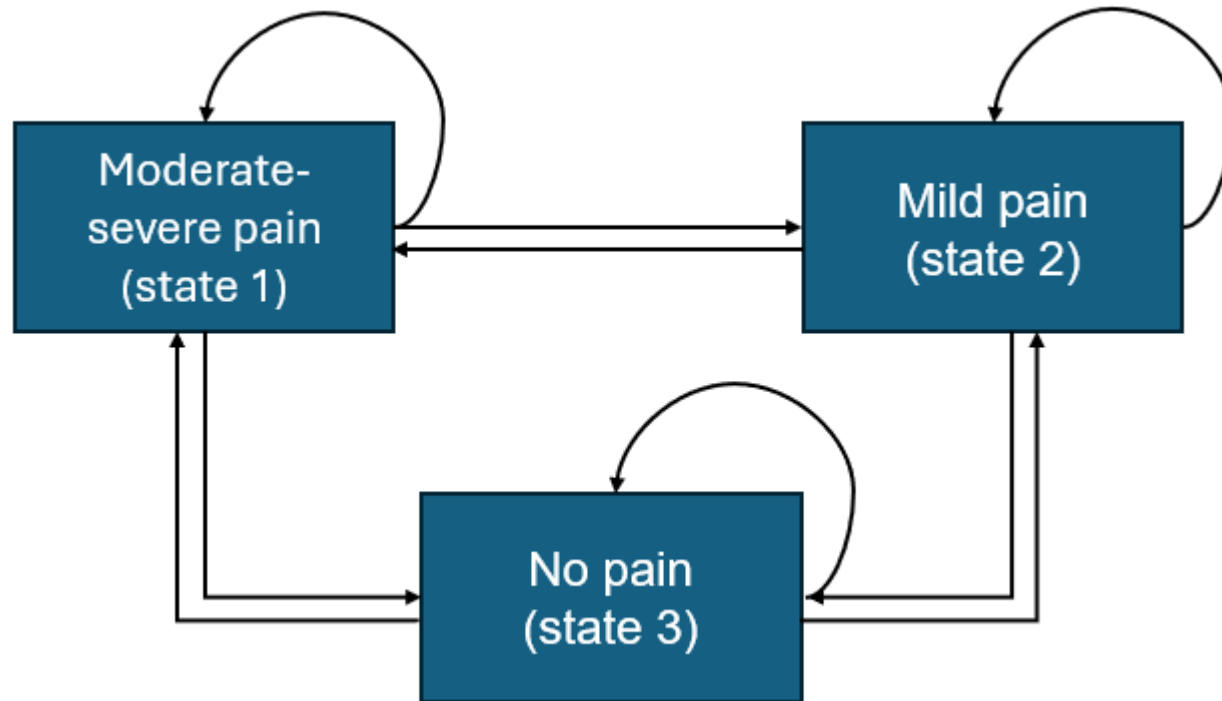 Moderate-
severe pain
(state 1)
Mild pain
(state 2)
No pain
(state 3)